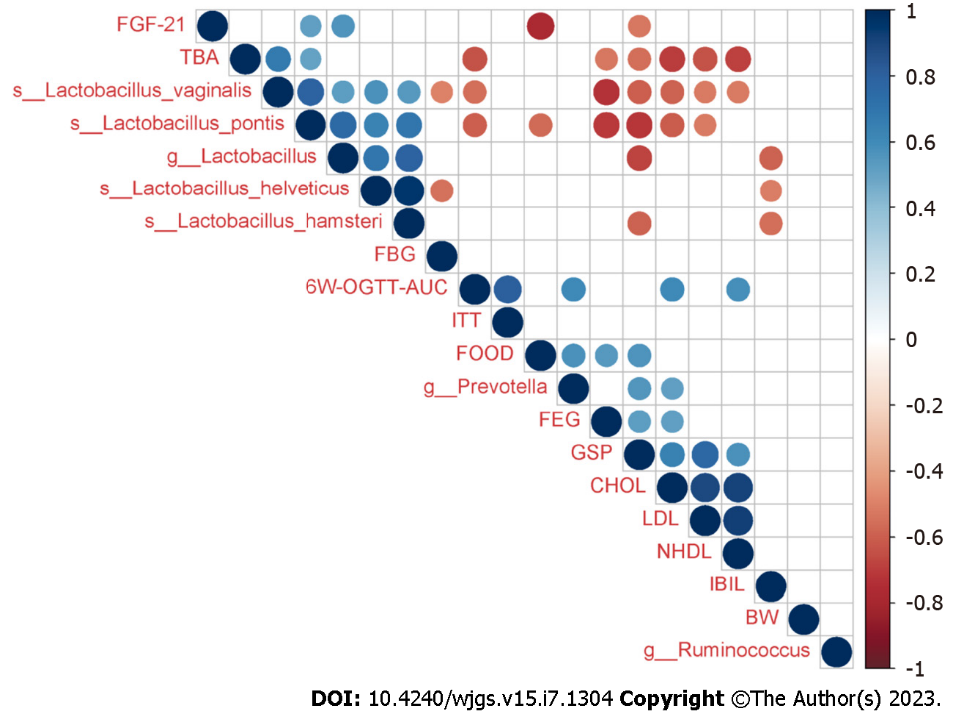 FGF-21
TBA
s__Lactobacillus_vaginalis
s__Lactobacillus_pontis
g__Lactobacillus
s__Lactobacillus_helveticus
s__Lactobacillus_hamsteri
FBG
6W-OGTT-AUC
ITT
FOOD
g__Prevotella
FEG
GSP
CHOL
LDL
NHDL
IBIL
BW
g__Ruminococcus
1
0.8
0.6
0.4
0.2
0
-0.2
-0.4
-0.6
-0.8
-1
DOI: 10.4240/wjgs.v15.i7.1304 Copyright ©The Author(s) 2023.